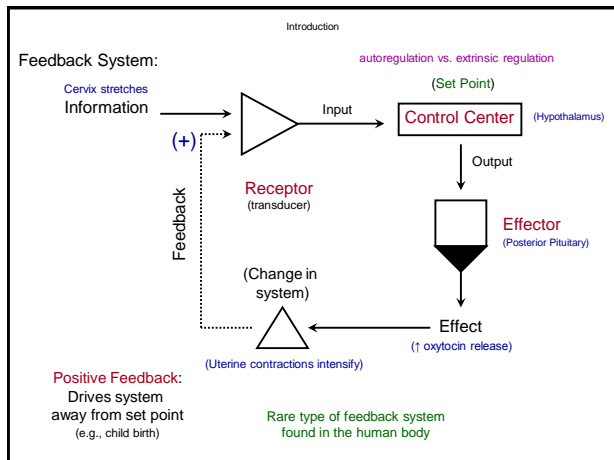 Introduction
Feedback System:
autoregulation vs. extrinsic regulation
Cervix stretches
Information
(Set Point)
Input
Control Center
(Hypothalamus)
(+)
Output
Receptor
(transducer)
Feedback
Effector
(Posterior Pituitary)
(Change in
system)
Effect
(↑ oxytocin release)
(Uterine contractions intensify)
Positive Feedback:
Drives system
away from set point
(e.g., child birth)
Rare type of feedback system
found in the human body